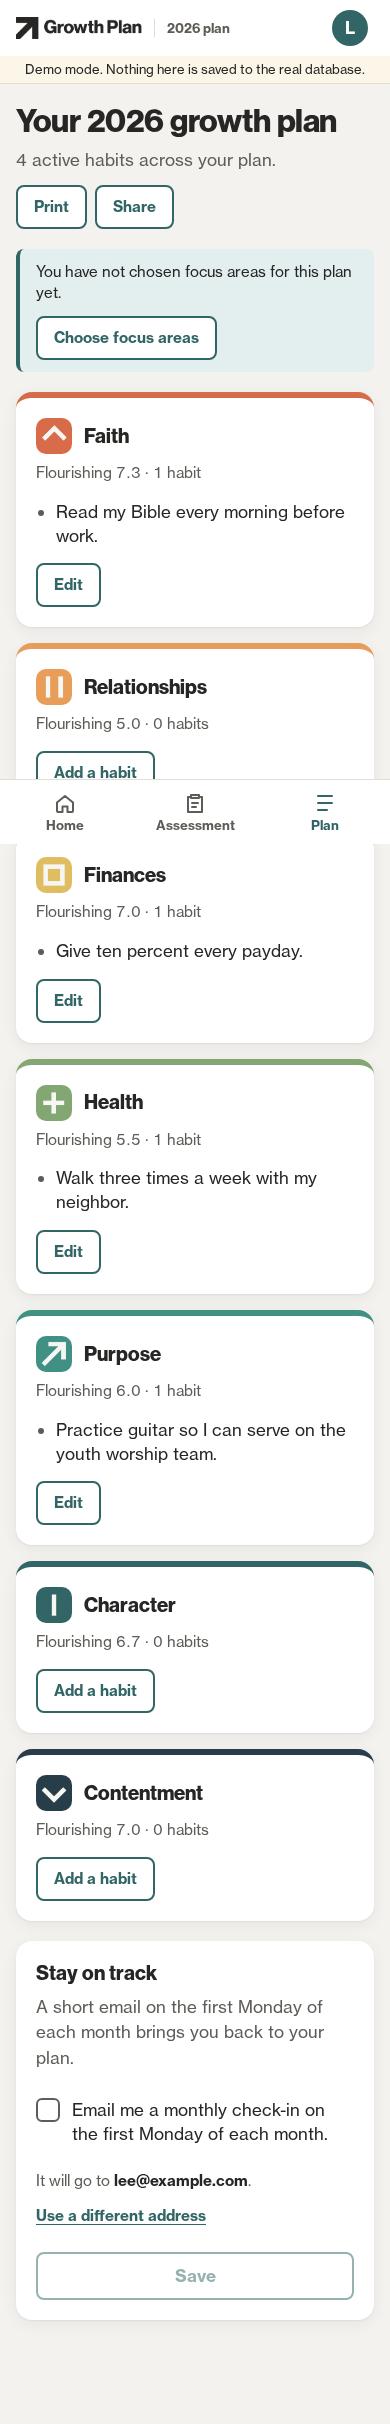 Growth Plan
2026 plan
L
Demo mode. Nothing here is saved to the real database.
Your 2026 growth plan
4 active habits across your plan.
Print
Share
You have not chosen focus areas for this plan
yet.
Choose focus areas
Faith
Flourishing 7.3 · 1 habit
• Read my Bible every morning before
work.
Edit
Relationships
Flourishing 5.0 · 0 habits
Add a habit
Home
Assessment
Plan
Finances
Flourishing 7.0 · 1 habit
• Give ten percent every payday.
Edit
Health
Flourishing 5.5 · 1 habit
• Walk three times a week with my
neighbor.
Edit
Purpose
Flourishing 6.0 · 1 habit
• Practice guitar so I can serve on the
youth worship team.
Edit
Character
Flourishing 6.7 · 0 habits
Add a habit
Contentment
Flourishing 7.0 · 0 habits
Add a habit
Stay on track
A short email on the first Monday of
each month brings you back to your
plan.
Email me a monthly check-in on
the first Monday of each month.
It will go to lee@example.com.
Use a different address
Save